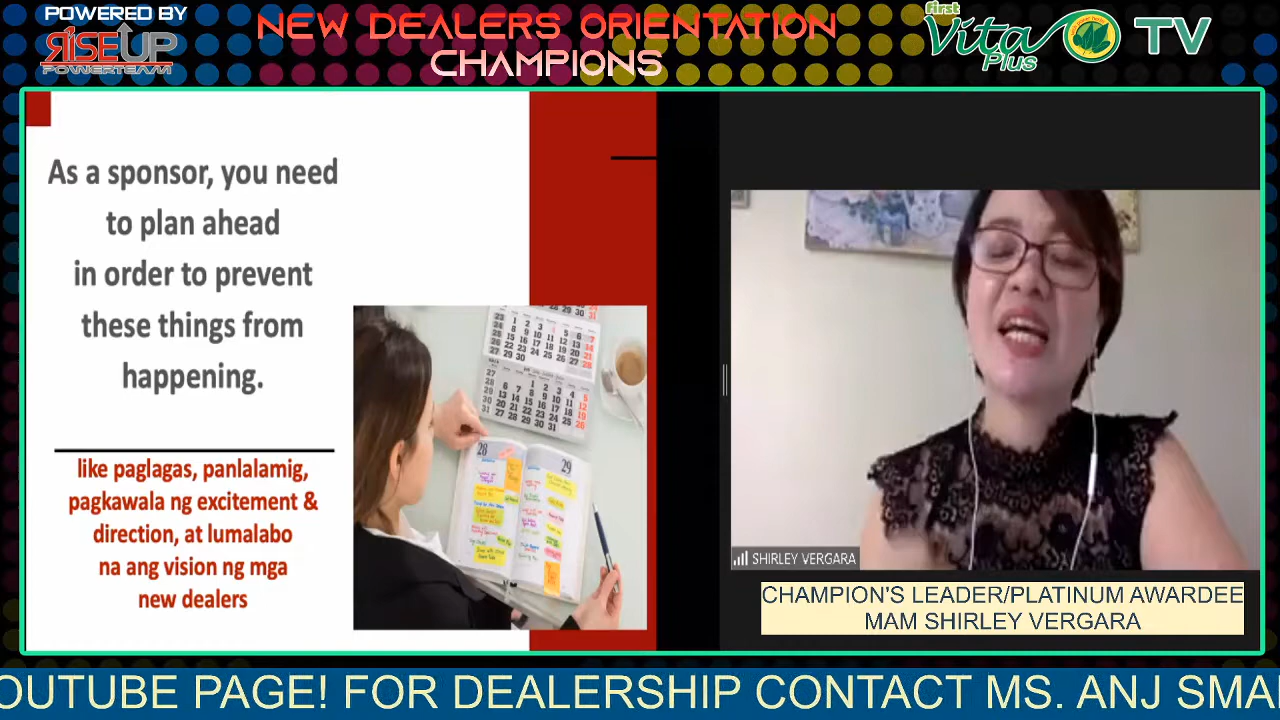 POWERED BY
RISEUP
POWERTEAM
NEW DEALERS ORIENTATION
CHAMPIONS
First
Vita
Plus
TV
As a sponsor, you need
to plan ahead
in order to prevent
these things from
happening.
like paglagas, panlalamig,
pagkawala ng excitement &
direction, at lumalabo
na ang vision ng mga
new dealers
28
29
SHIRLEY VERGARA
CHAMPION'S LEADER/PLATINUM AWARDEE
MAM SHIRLEY VERGARA
OUTUBE PAGE! FOR DEALERSHIP CONTACT MS. ANJ SMA